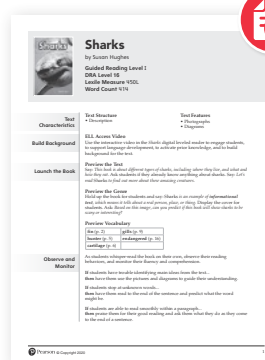 Sharks
Sharks
by Susan Hughes
Guided Reading Level I
DRA Level 16
Lexile Measure 450L
Word Count 414
Text
Characteristics
Text Structure
• Description
Text Features
• Photographs
• Diagrams
Build Background
ELL Access Video
Use the interactive video in the iBook digital leveled reader to engage students,
to support language development, to activate prior knowledge, and to build
background for the text.
Launch the Book
Preview the Text
Say: This book is about different types of sharks, including where they live, and what and
how they eat. Ask students if they already know anything about sharks. Say: Let's
read Sharks to find out more about these amazing creatures.
Preview the Genre
Hold up the book for students and say: Sharks is an example of informational
text, which means it tells about a real person, place, or thing. Display the cover for
students. Ask: Based on this image, can you predict if this book will show sharks to be
scary or interesting?
Preview Vocabulary
fin (p. 2)
gills (p. 9)
hunter (p. 5)
endangered (p. 16)
cartilage (p. 6)
Observe and
Monitor
As students whisper-read the book on their own, observe their reading
behaviors, and monitor their fluency and comprehension.
If students have trouble identifying main ideas from the text...
then have them use the pictures and diagrams to guide their understanding.
If students stop at unknown words...
then have them read to the end of the sentence and predict what the word
might be.
If students are able to read smoothly within a paragraph...
then praise them for their good reading and ask them what they do as they come
to the end of a sentence.
Pearson © Copyright 2020
1